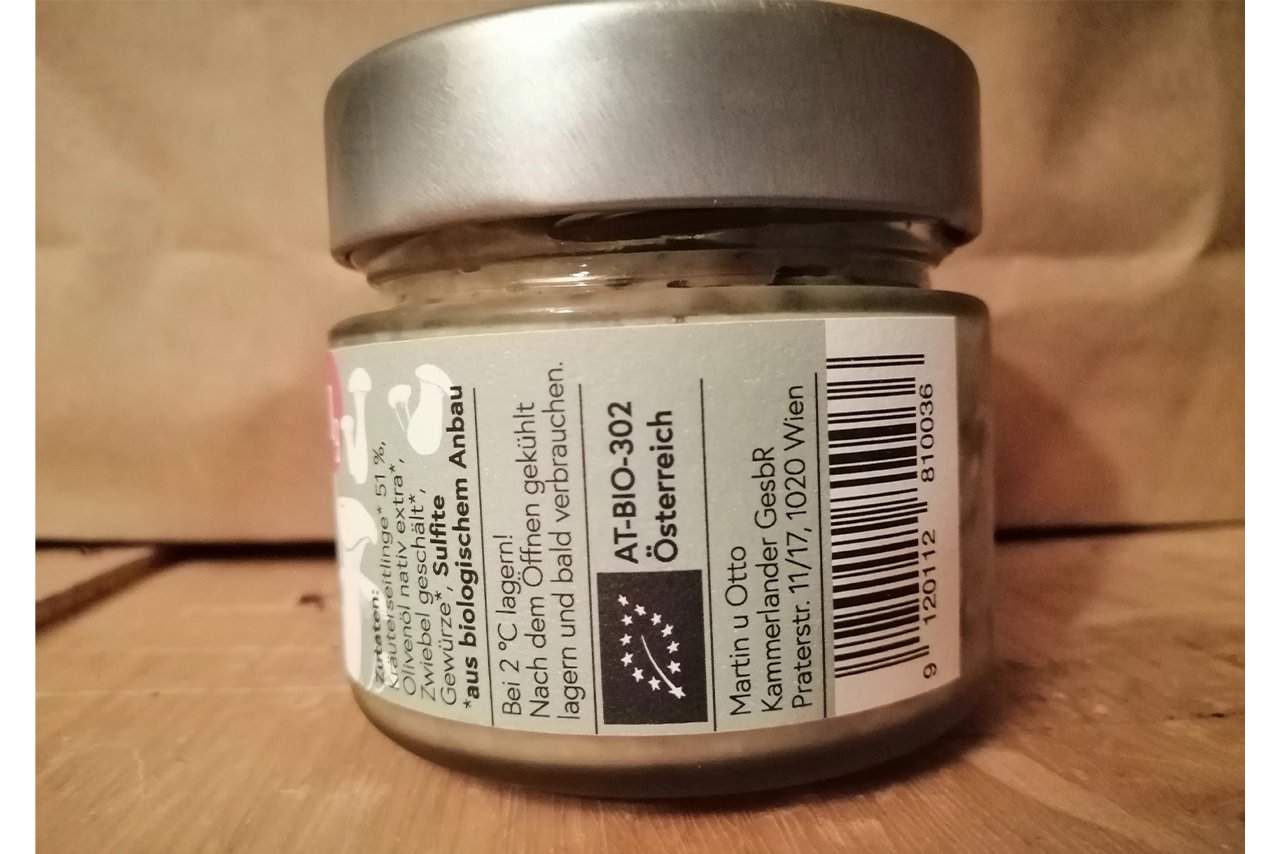 Zutaten:
Kräuterseitlinge* 51 %,
Olivenöl nativ extra*,
Zwiebel geschält*,
Gewürze*, Sulfite
*aus biologischem Anbau
Bei 2 °C lagern!
Nach dem Öffnen gekühlt
lagern und bald verbrauchen.
AT-BIO-302
Österreich
Martin u Otto
Kammerlander GesbR
Praterstr. 11/17, 1020 Wien
9 120112 810036